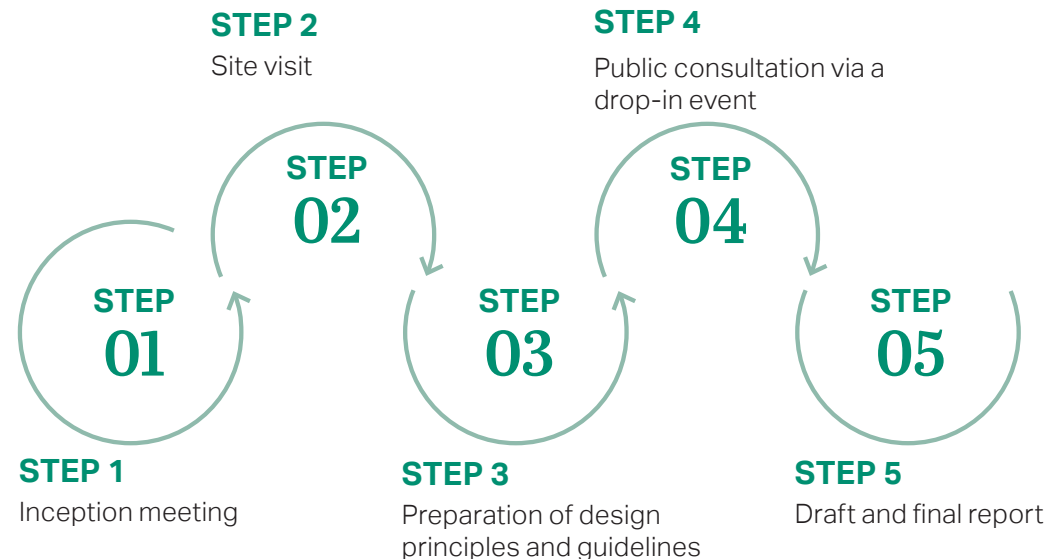 STEP 2
Site visit
STEP 4
Public consultation via a
drop-in event
STEP
02
STEP
04
STEP
01
STEP
03
STEP
05
STEP 1
Inception meeting
STEP 3
Preparation of design
principles and guidelines
STEP 5
Draft and final report